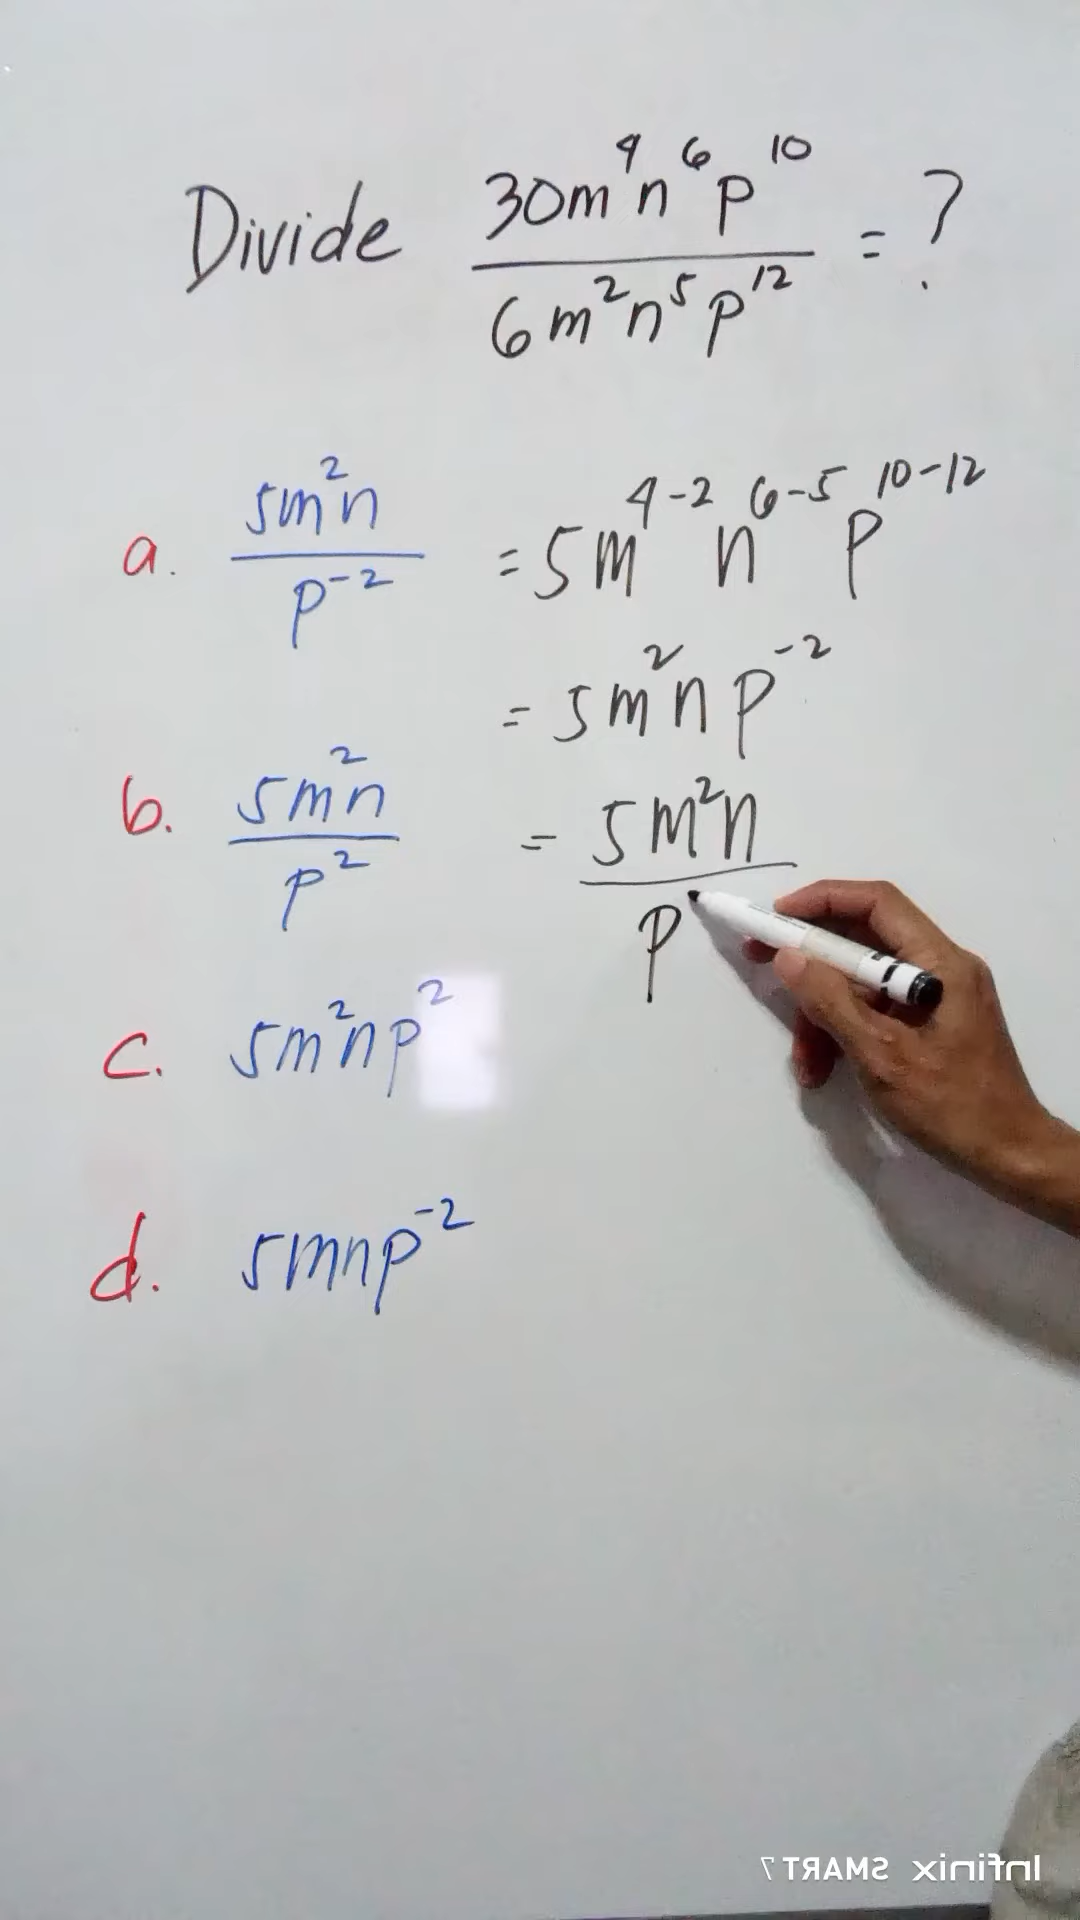 Divide 30m⁴n⁶p¹⁰ / 6m²n⁵p¹² = ?
a. 5m²n / p⁻²
= 5m⁴⁻²n⁶⁻⁵p¹⁰⁻¹²
= 5m²np⁻²
b. 5m²n / p²
= 5m²n / p
c. 5m²np²
d. 5mnp⁻²
Infinix SMART 7